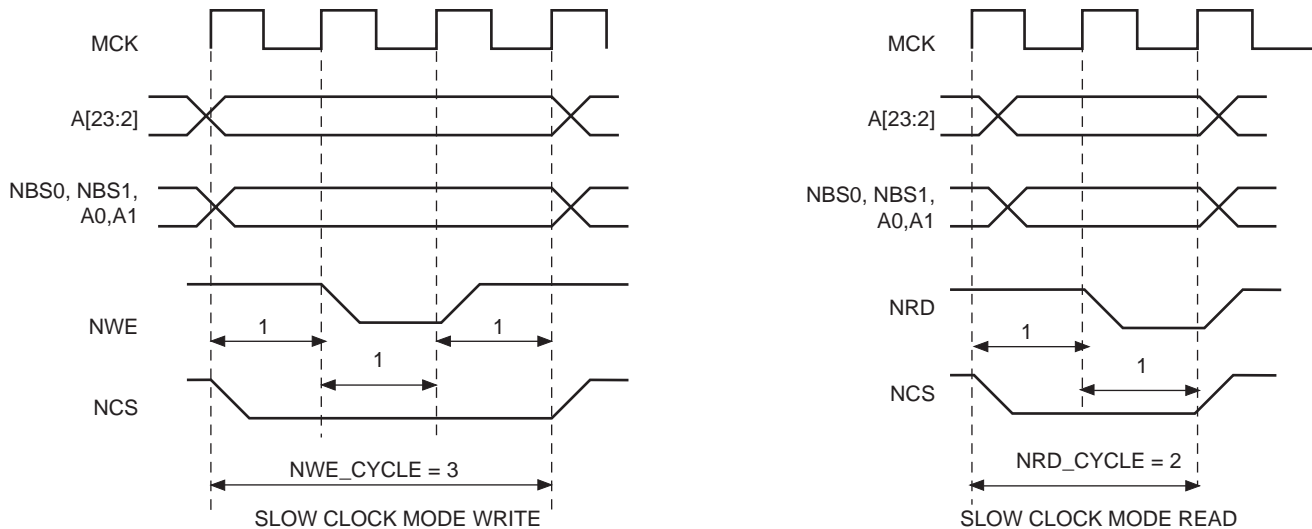 MCK
A[23:2]
NBS0, NBS1,
A0,A1
NWE
1
1
1
NCS
NWE_CYCLE = 3
SLOW CLOCK MODE WRITE
MCK
A[23:2]
NBS0, NBS1,
A0,A1
NRD
1
1
NCS
NRD_CYCLE = 2
SLOW CLOCK MODE READ